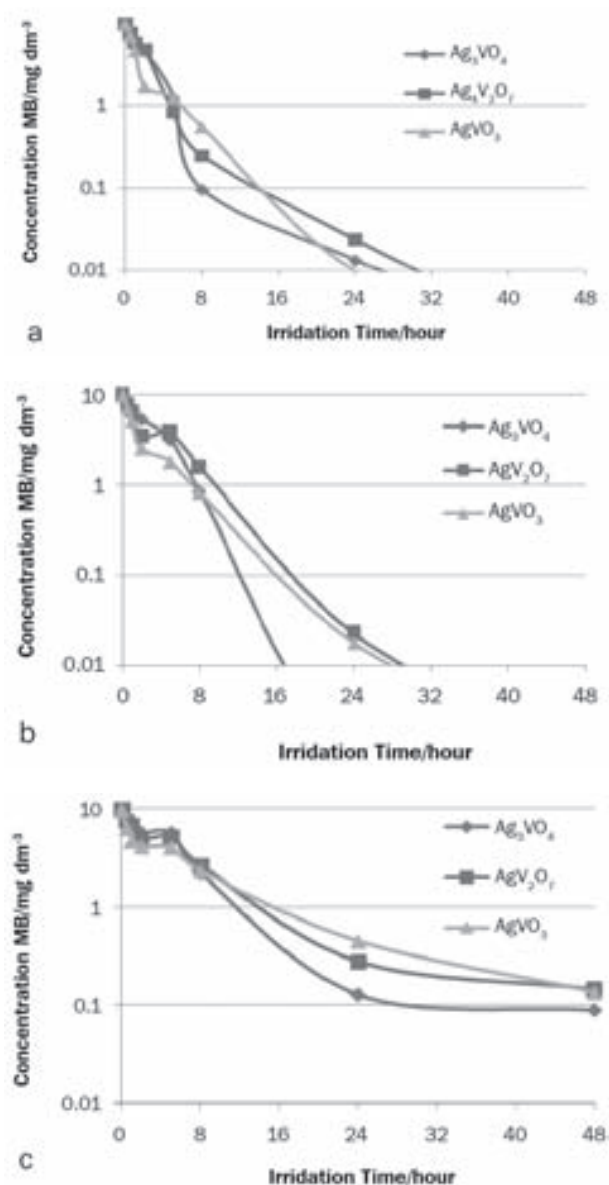 Concentration MB/mg dm⁻³
Ag₃VO₄
Ag₄V₂O₇
AgVO₃
1
0.1
0.01
0 8 16 24 32 40 48
Irridation Time/hour
a
Concentration MB/mg dm⁻³
10
Ag₃VO₄
AgV₂O₇
AgVO₃
1
0.1
0.01
0 8 16 24 32 40 48
Irridation Time/hour
b
Concentration MB/mg dm⁻³
10
Ag₃VO₄
AgV₂O₇
AgVO₃
1
0.1
0.01
0 8 16 24 32 40 48
Irridation Time/hour
c